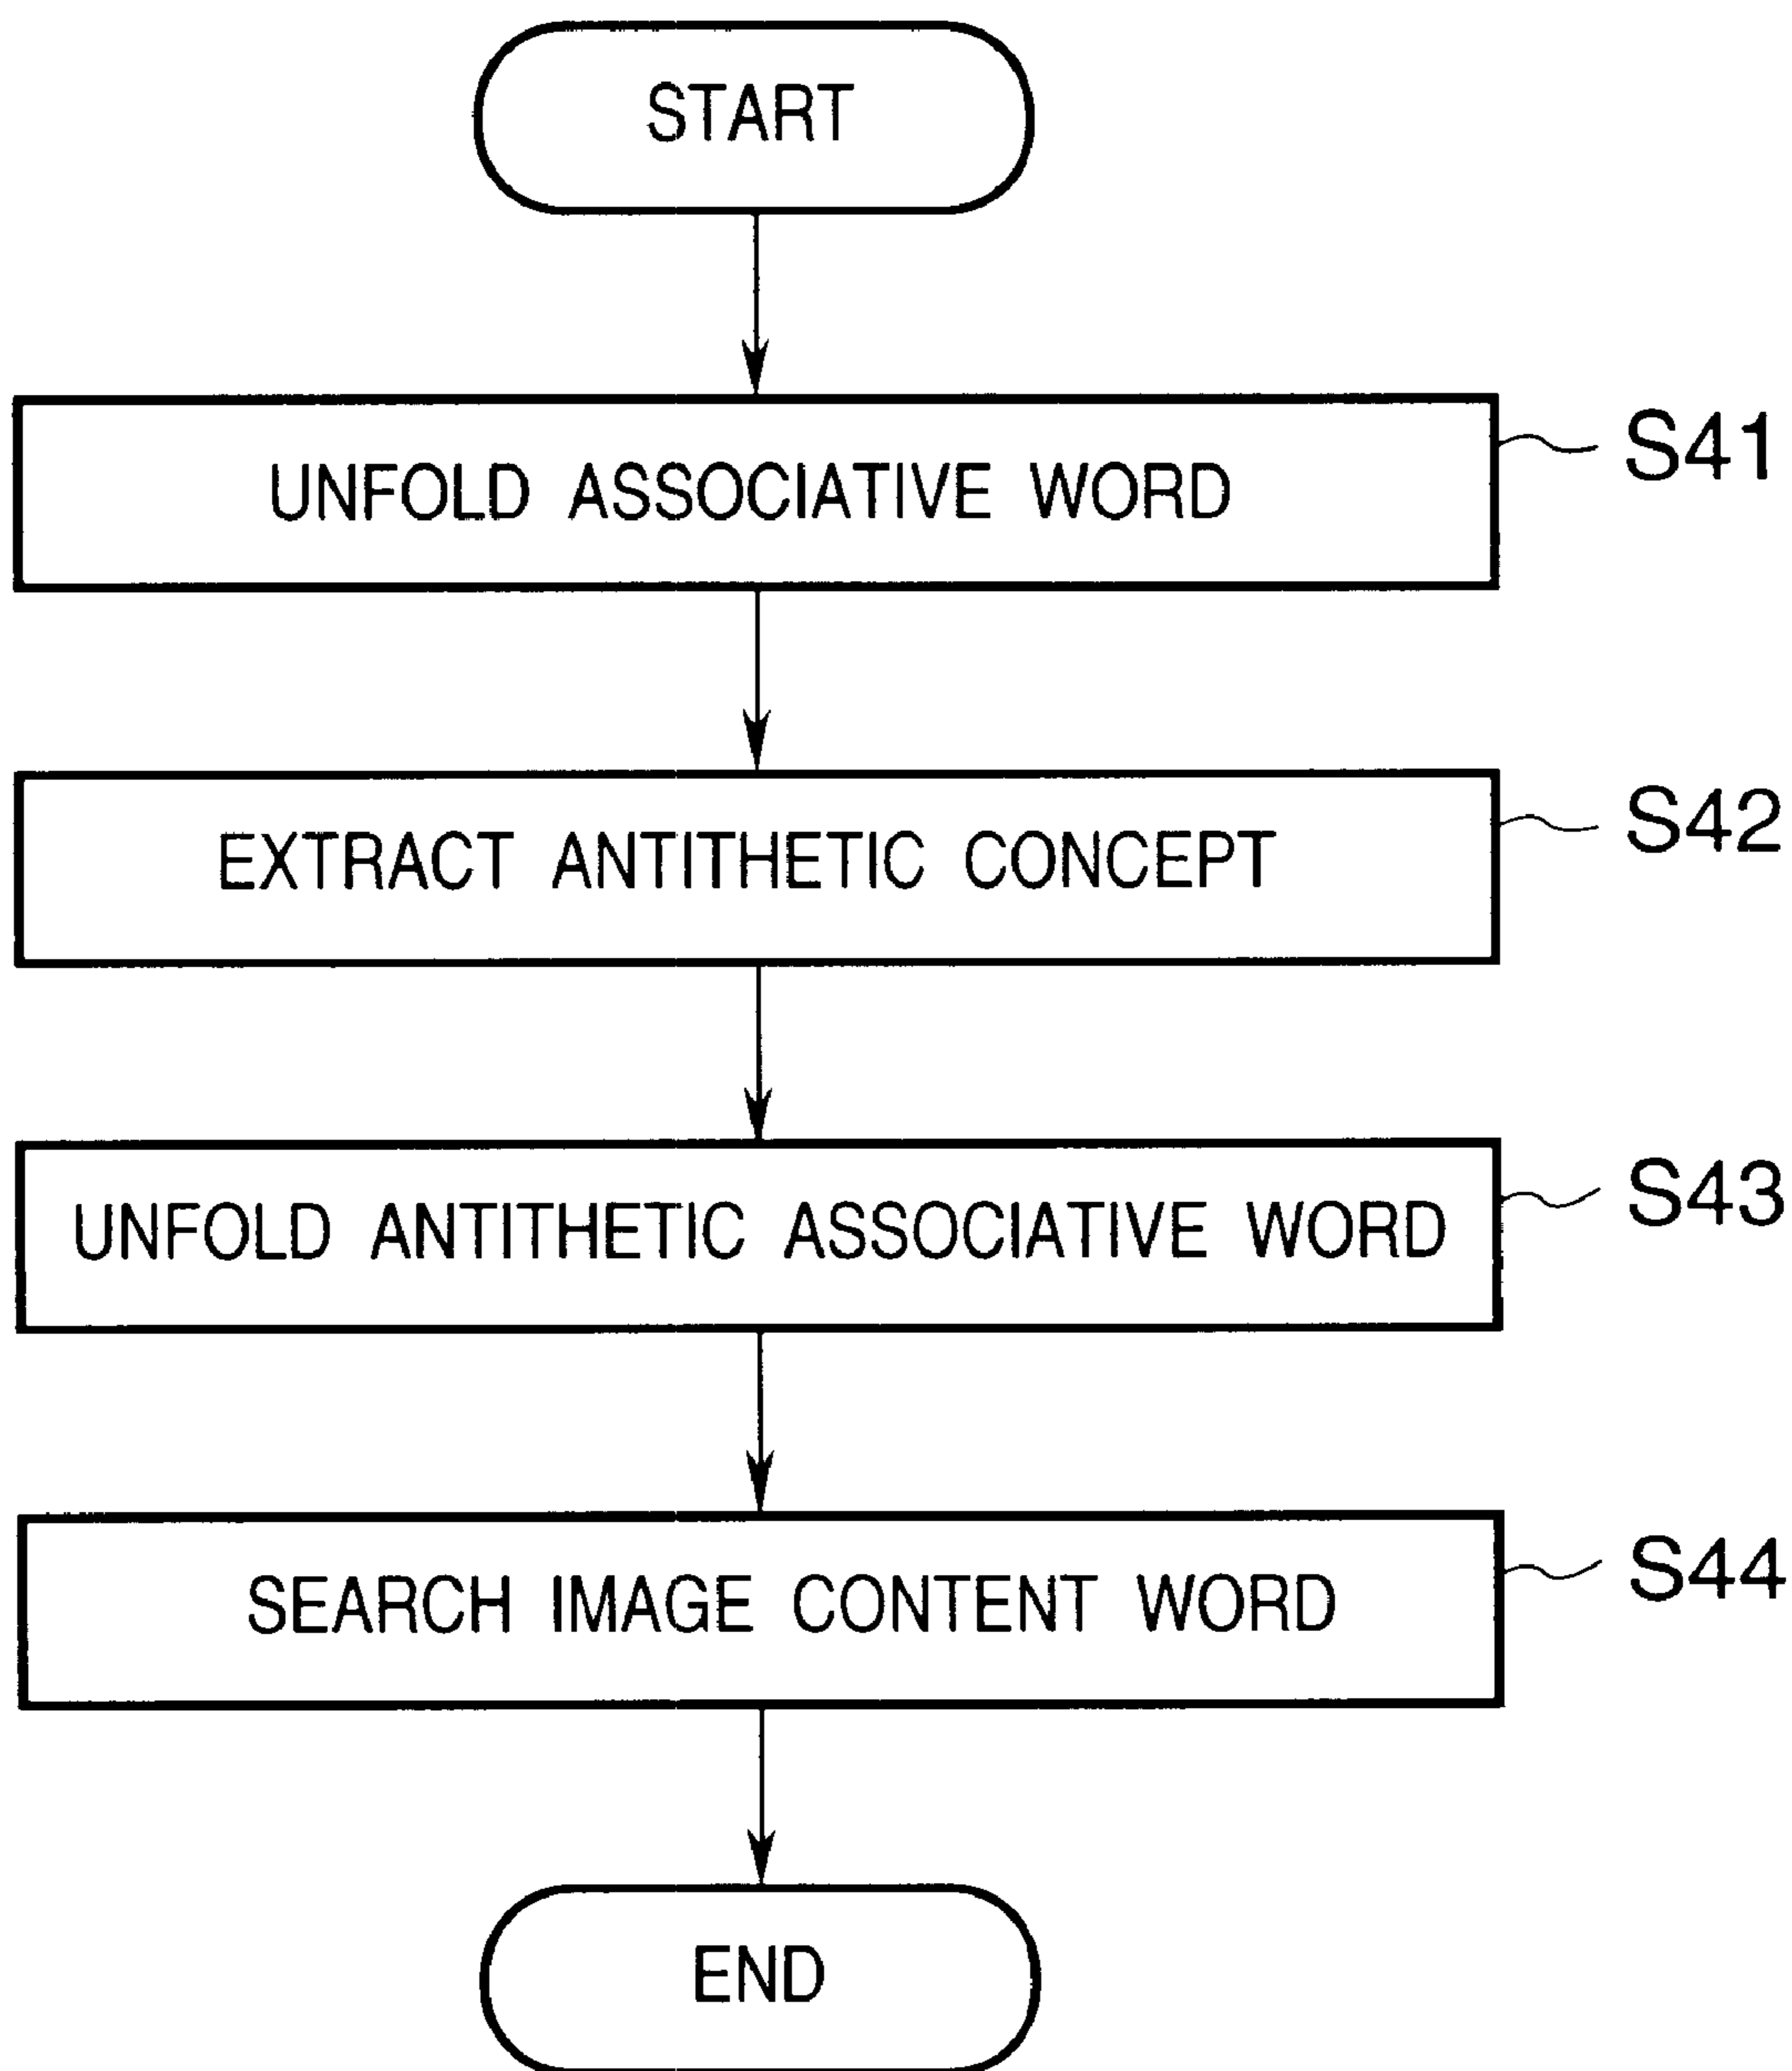 START
UNFOLD ASSOCIATIVE WORD
S41
EXTRACT ANTITHETIC CONCEPT
S42
UNFOLD ANTITHETIC ASSOCIATIVE WORD
S43
SEARCH IMAGE CONTENT WORD
S44
END